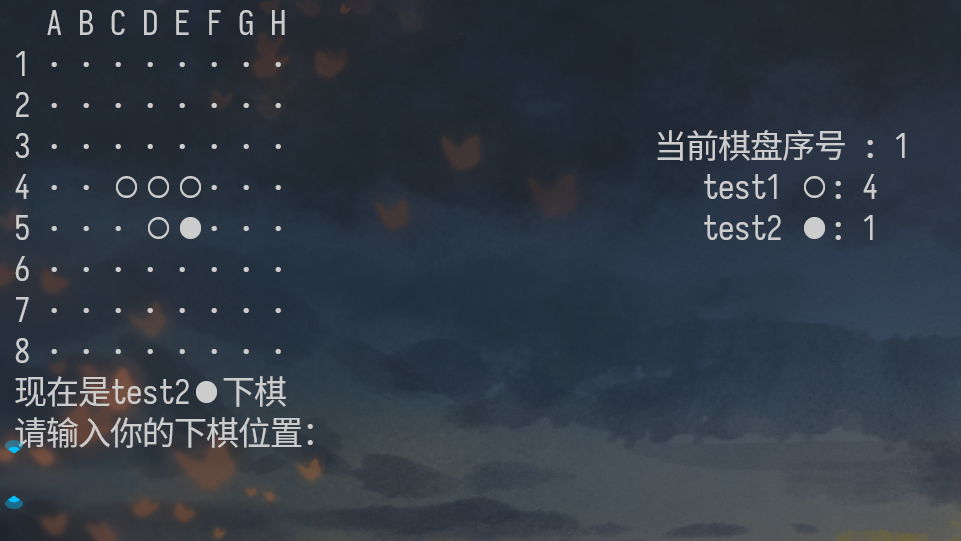 A B C D E F G H
1 · · · · · · · ·
2 · · · · · · · ·
3 · · · · · · · · 当前棋盘序号 : 1
4 · · ○ ○ ○ · · · test1 ○: 4
5 · · · ○ ● · · · test2 ●: 1
6 · · · · · · · ·
7 · · · · · · · ·
8 · · · · · · · ·
现在是test2●下棋
请输入你的下棋位置: